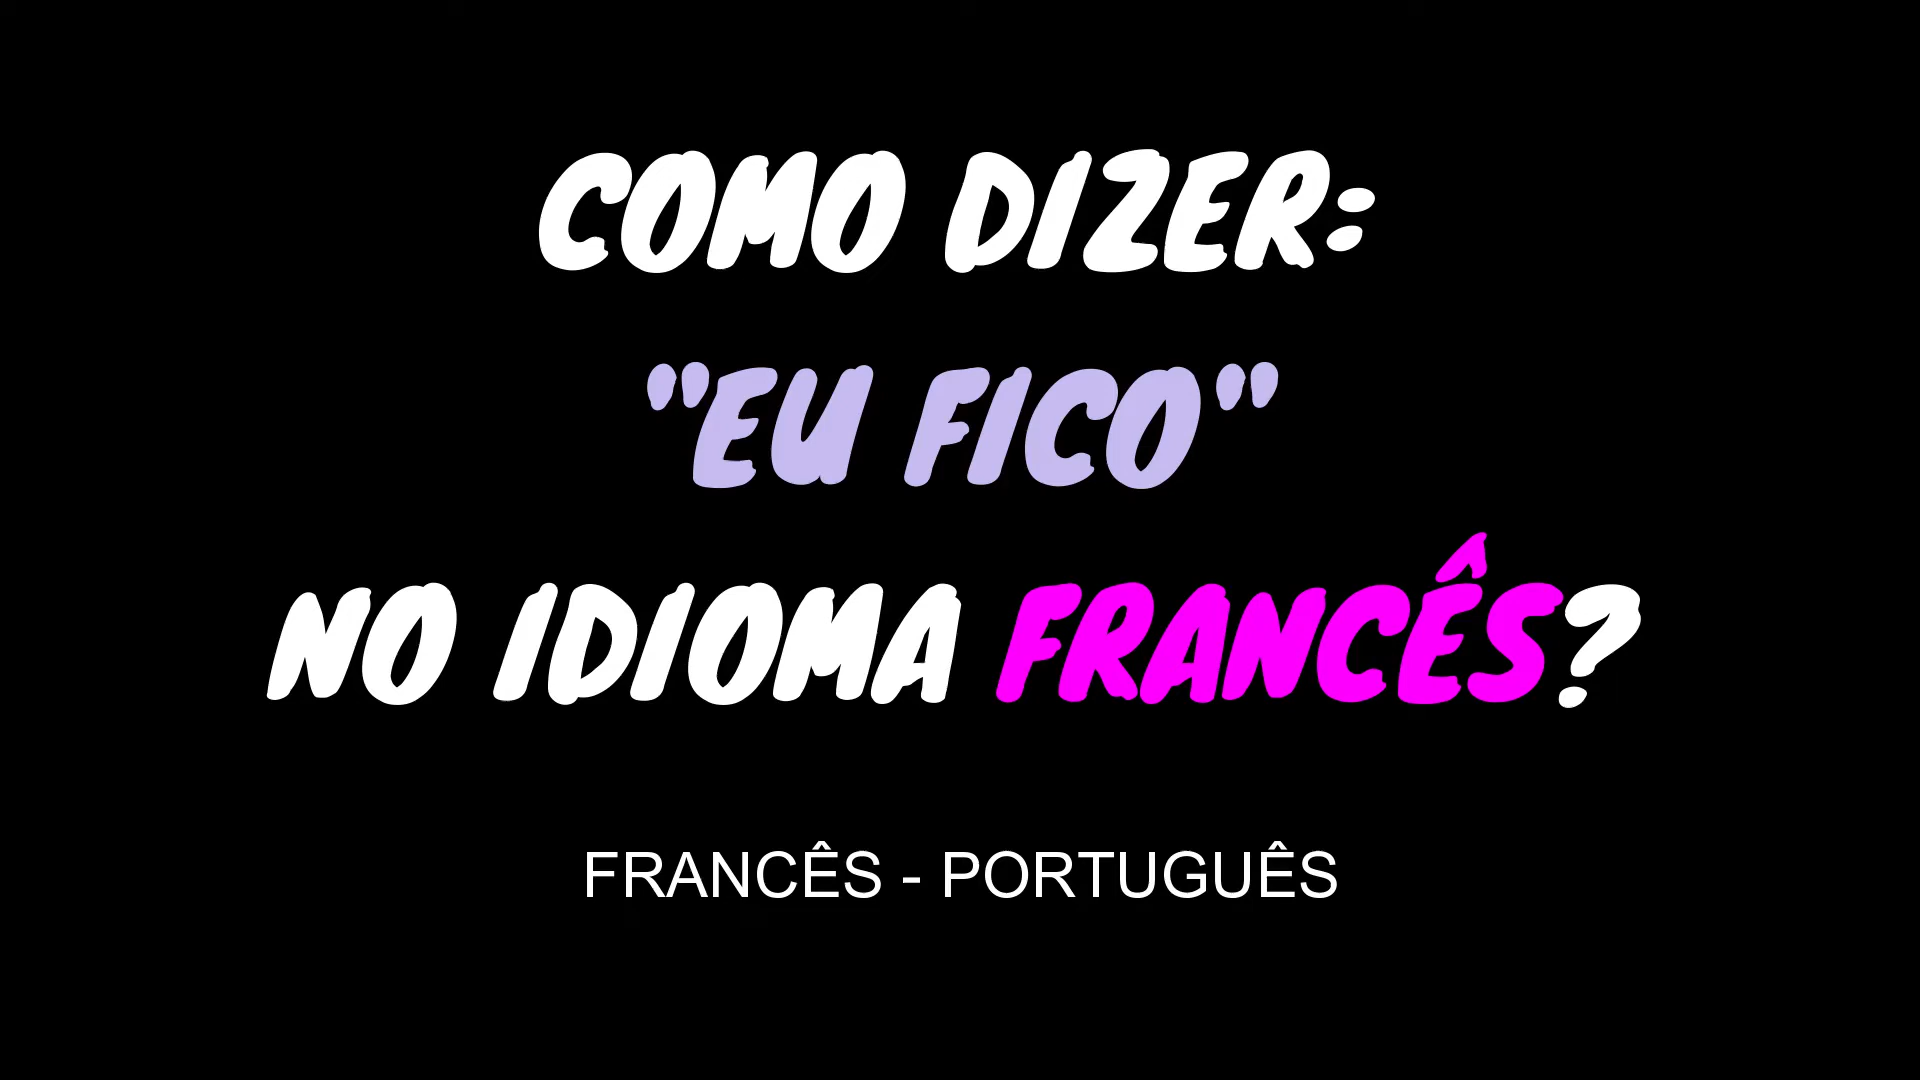 COMO DIZER:
"EU FICO"
NO IDIOMA FRANCÊS?
FRANCÊS - PORTUGUÊS